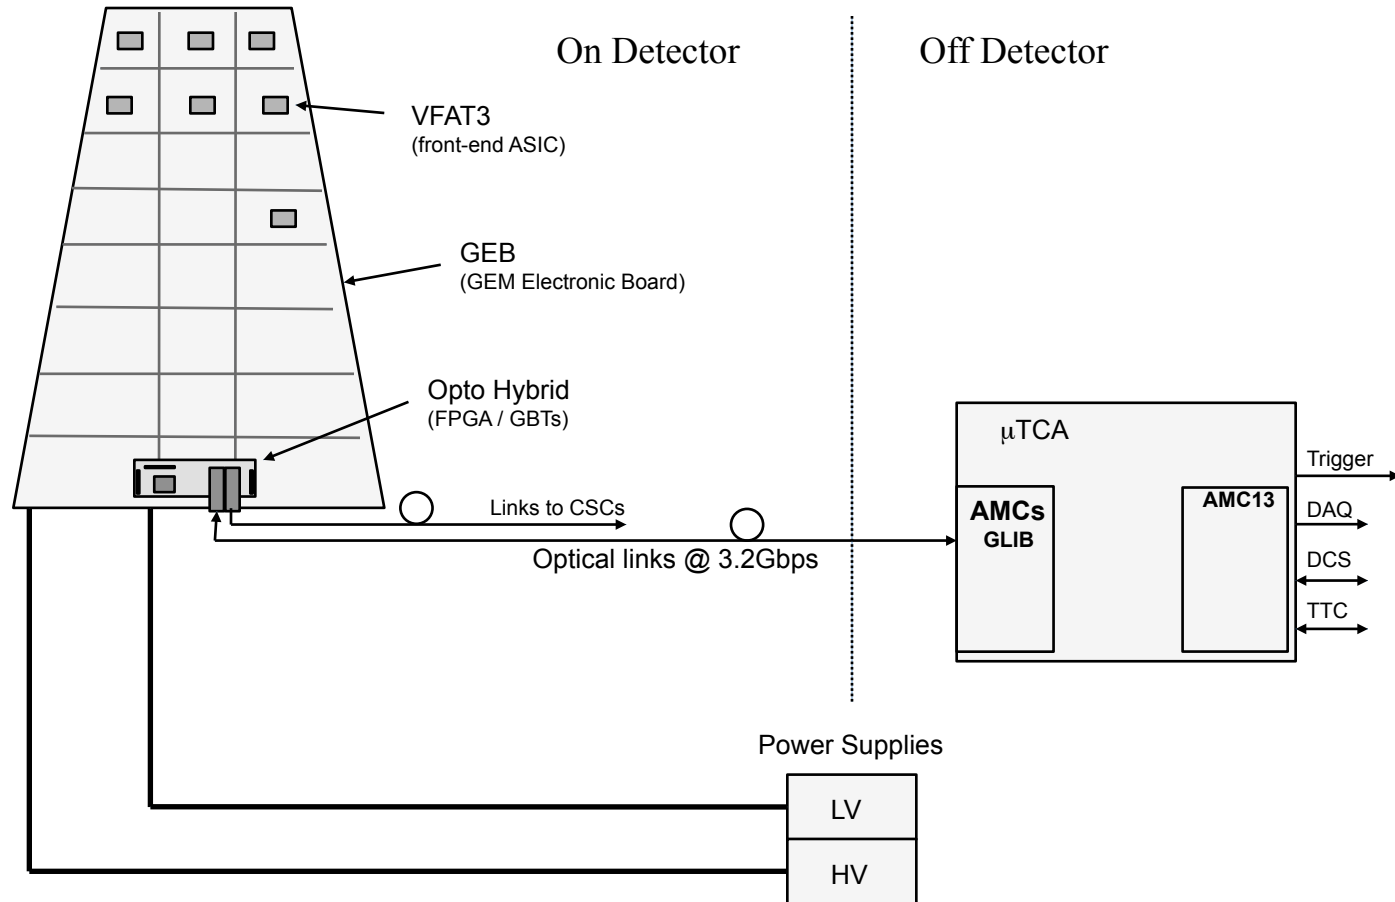 On Detector
Off Detector
VFAT3
(front-end ASIC)
GEB
(GEM Electronic Board)
Opto Hybrid
(FPGA / GBTs)
μTCA
Trigger
Links to CSCs
AMCs
GLIB
AMC13
DAQ
Optical links @ 3.2Gbps
DCS
TTC
Power Supplies
LV
HV